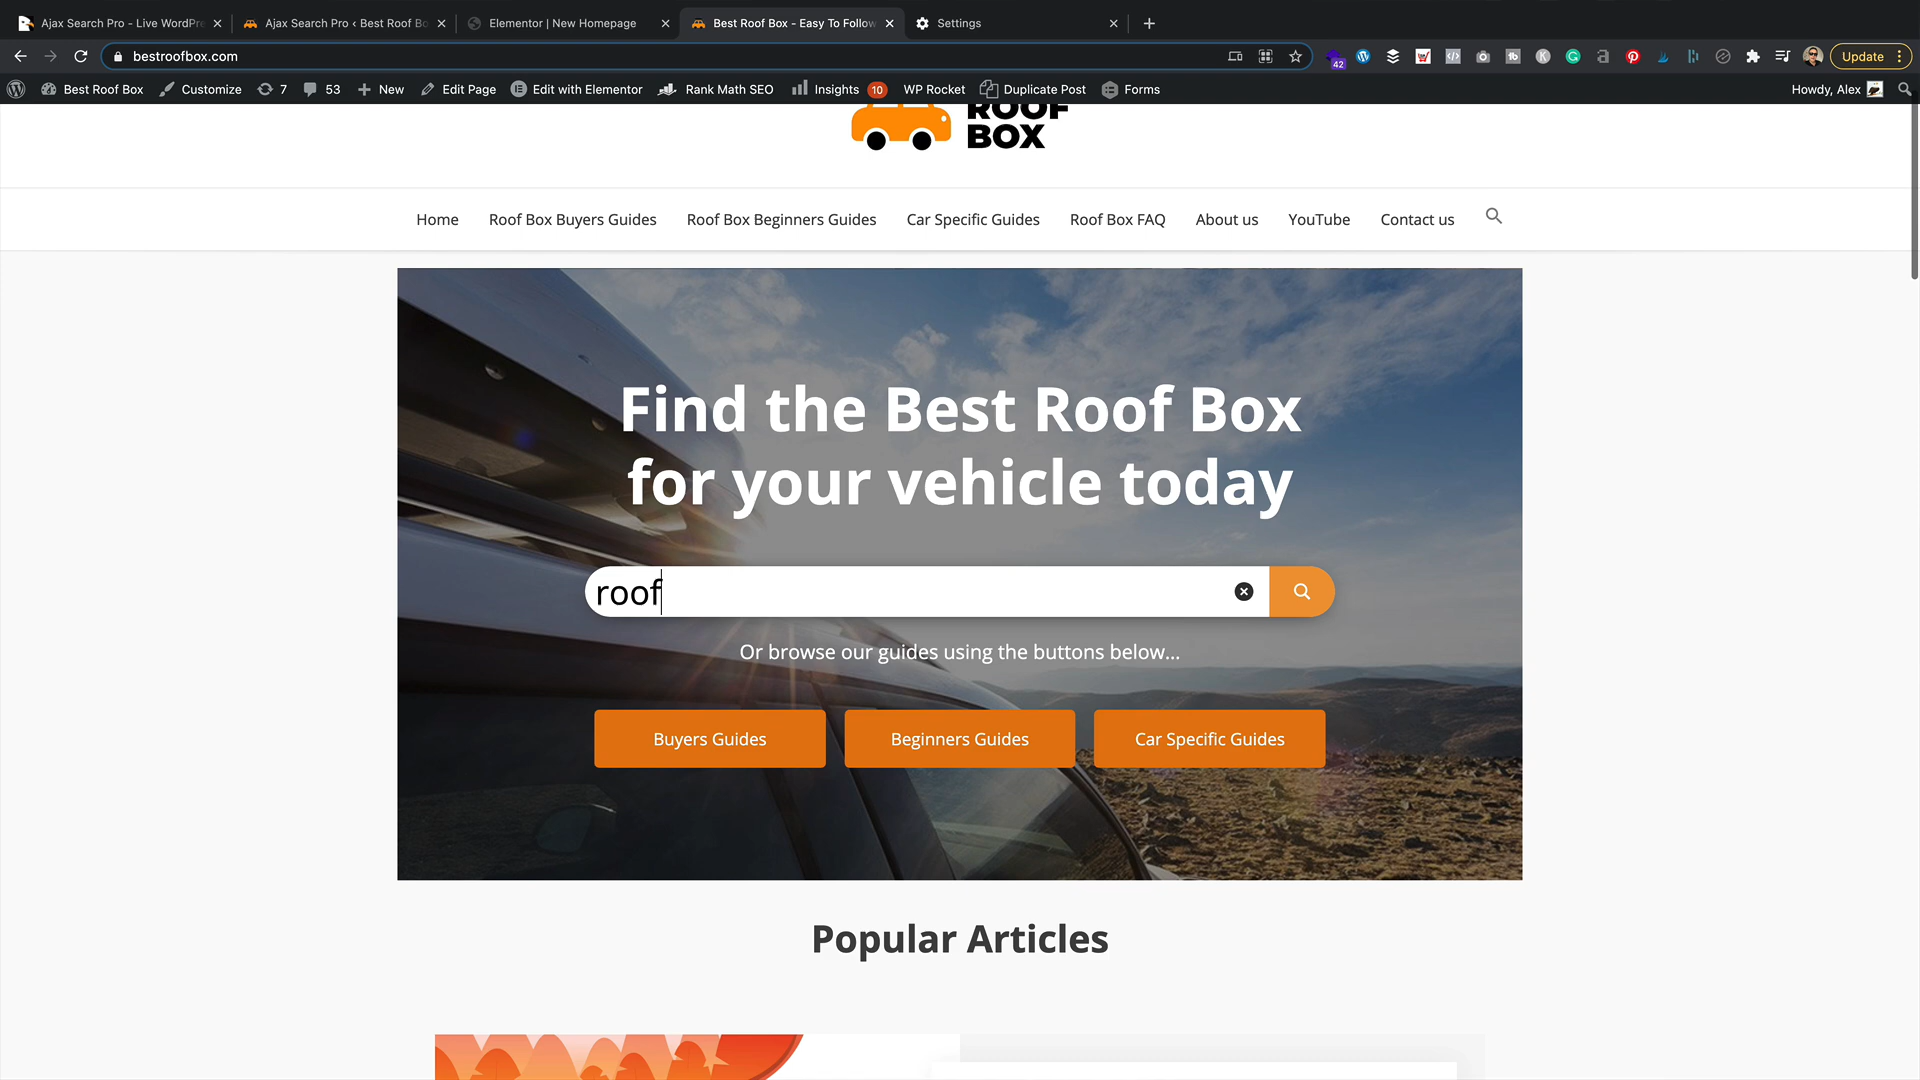 Ajax Search Pro - Live WordPre
Ajax Search Pro ‹ Best Roof Bo
Elementor | New Homepage
Best Roof Box - Easy To Follow
Settings
bestroofbox.com
42
Update
Best Roof Box
Customize
7
53
New
Edit Page
Edit with Elementor
Rank Math SEO
Insights
10
WP Rocket
Duplicate Post
Forms
Howdy, Alex
ROOF
BOX
Home
Roof Box Buyers Guides
Roof Box Beginners Guides
Car Specific Guides
Roof Box FAQ
About us
YouTube
Contact us
Find the Best Roof Box
for your vehicle today
roof
Or browse our guides using the buttons below...
Buyers Guides
Beginners Guides
Car Specific Guides
Popular Articles